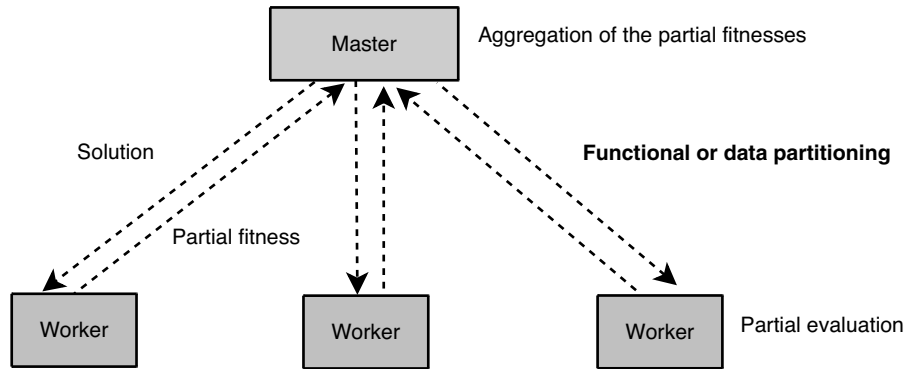 Master
Aggregation of the partial fitnesses
Solution
Functional or data partitioning
Partial fitness
Worker
Worker
Worker
Partial evaluation